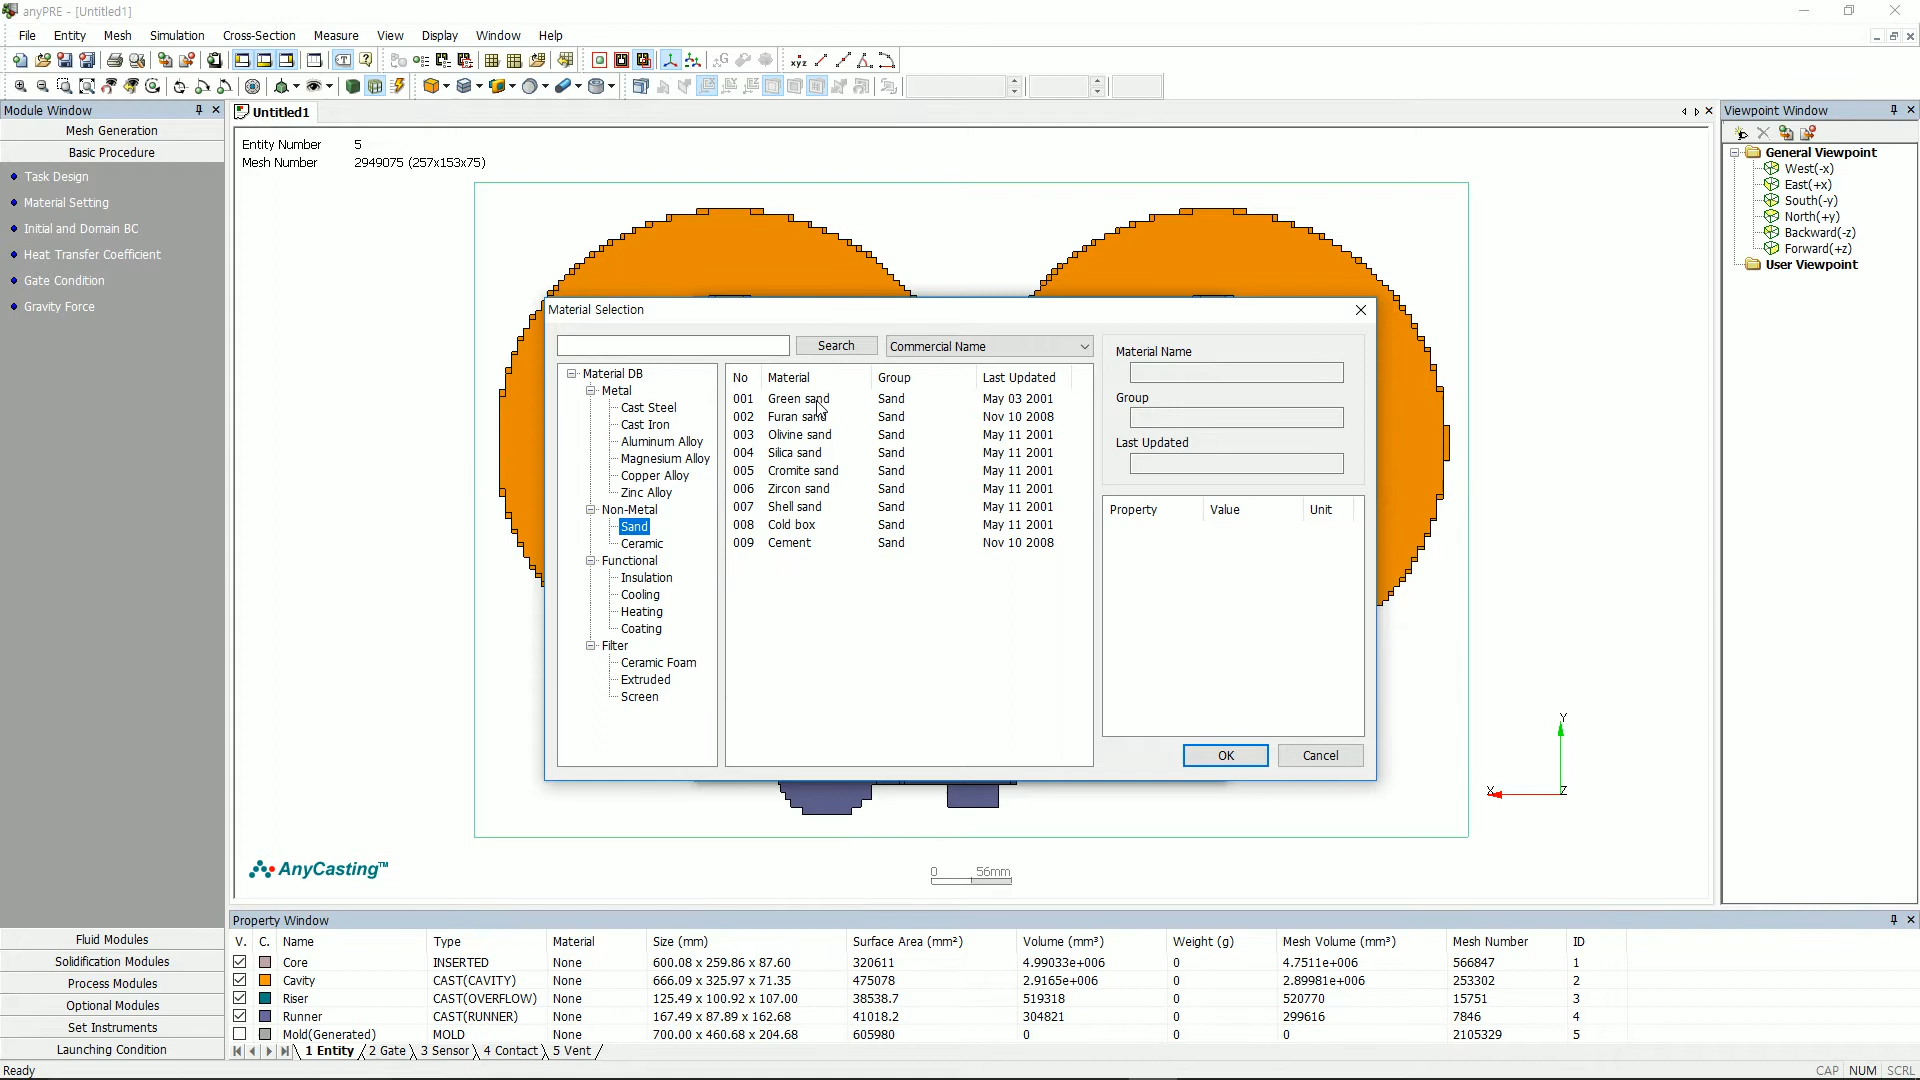 anyPRE - [Untitled1]
File Entity Mesh Simulation Cross-Section Measure View Display Window Help
Module Window
Mesh Generation
Basic Procedure
Task Design
Material Setting
Initial and Domain BC
Heat Transfer Coefficient
Gate Condition
Gravity Force
Fluid Modules
Solidification Modules
Process Modules
Optional Modules
Set Instruments
Launching Condition
Untitled1
Entity Number 5
Mesh Number 2949075 (257x153x75)
Material Selection
Search
Commercial Name
Material DB
Metal
Cast Steel
Cast Iron
Aluminum Alloy
Magnesium Alloy
Copper Alloy
Zinc Alloy
Non-Metal
Sand
Ceramic
Functional
Insulation
Cooling
Heating
Coating
Filter
Ceramic Foam
Extruded
Screen
No Material Group Last Updated
001 Green sand Sand May 03 2001
002 Furan sand Sand Nov 10 2008
003 Olivine sand Sand May 11 2001
004 Silica sand Sand May 11 2001
005 Cromite sand Sand May 11 2001
006 Zircon sand Sand May 11 2001
007 Shell sand Sand May 11 2001
008 Cold box Sand May 11 2001
009 Cement Sand Nov 10 2008
Material Name
Group
Last Updated
Property Value Unit
OK Cancel
Y
X Z
AnyCasting™
0 56mm
Viewpoint Window
General Viewpoint
West(-x)
East(+x)
South(-y)
North(+y)
Backward(-z)
Forward(+z)
User Viewpoint
Property Window
V. C. Name Type Material Size (mm) Surface Area (mm²) Volume (mm³) Weight (g) Mesh Volume (mm³) Mesh Number ID
Core INSERTED None 600.08 x 259.86 x 87.60 320611 4.99033e+006 0 4.7511e+006 566847 1
Cavity CAST(CAVITY) None 666.09 x 325.97 x 71.35 475078 2.9165e+006 0 2.89981e+006 253302 2
Riser CAST(OVERFLOW) None 125.49 x 100.92 x 107.00 38538.7 519318 0 520770 15751 3
Runner CAST(RUNNER) None 167.49 x 87.89 x 162.68 41018.2 304821 0 299616 7846 4
Mold(Generated) MOLD None 700.00 x 460.68 x 204.68 605980 0 0 0 2105329 5
1 Entity 2 Gate 3 Sensor 4 Contact 5 Vent
Ready CAP NUM SCRL